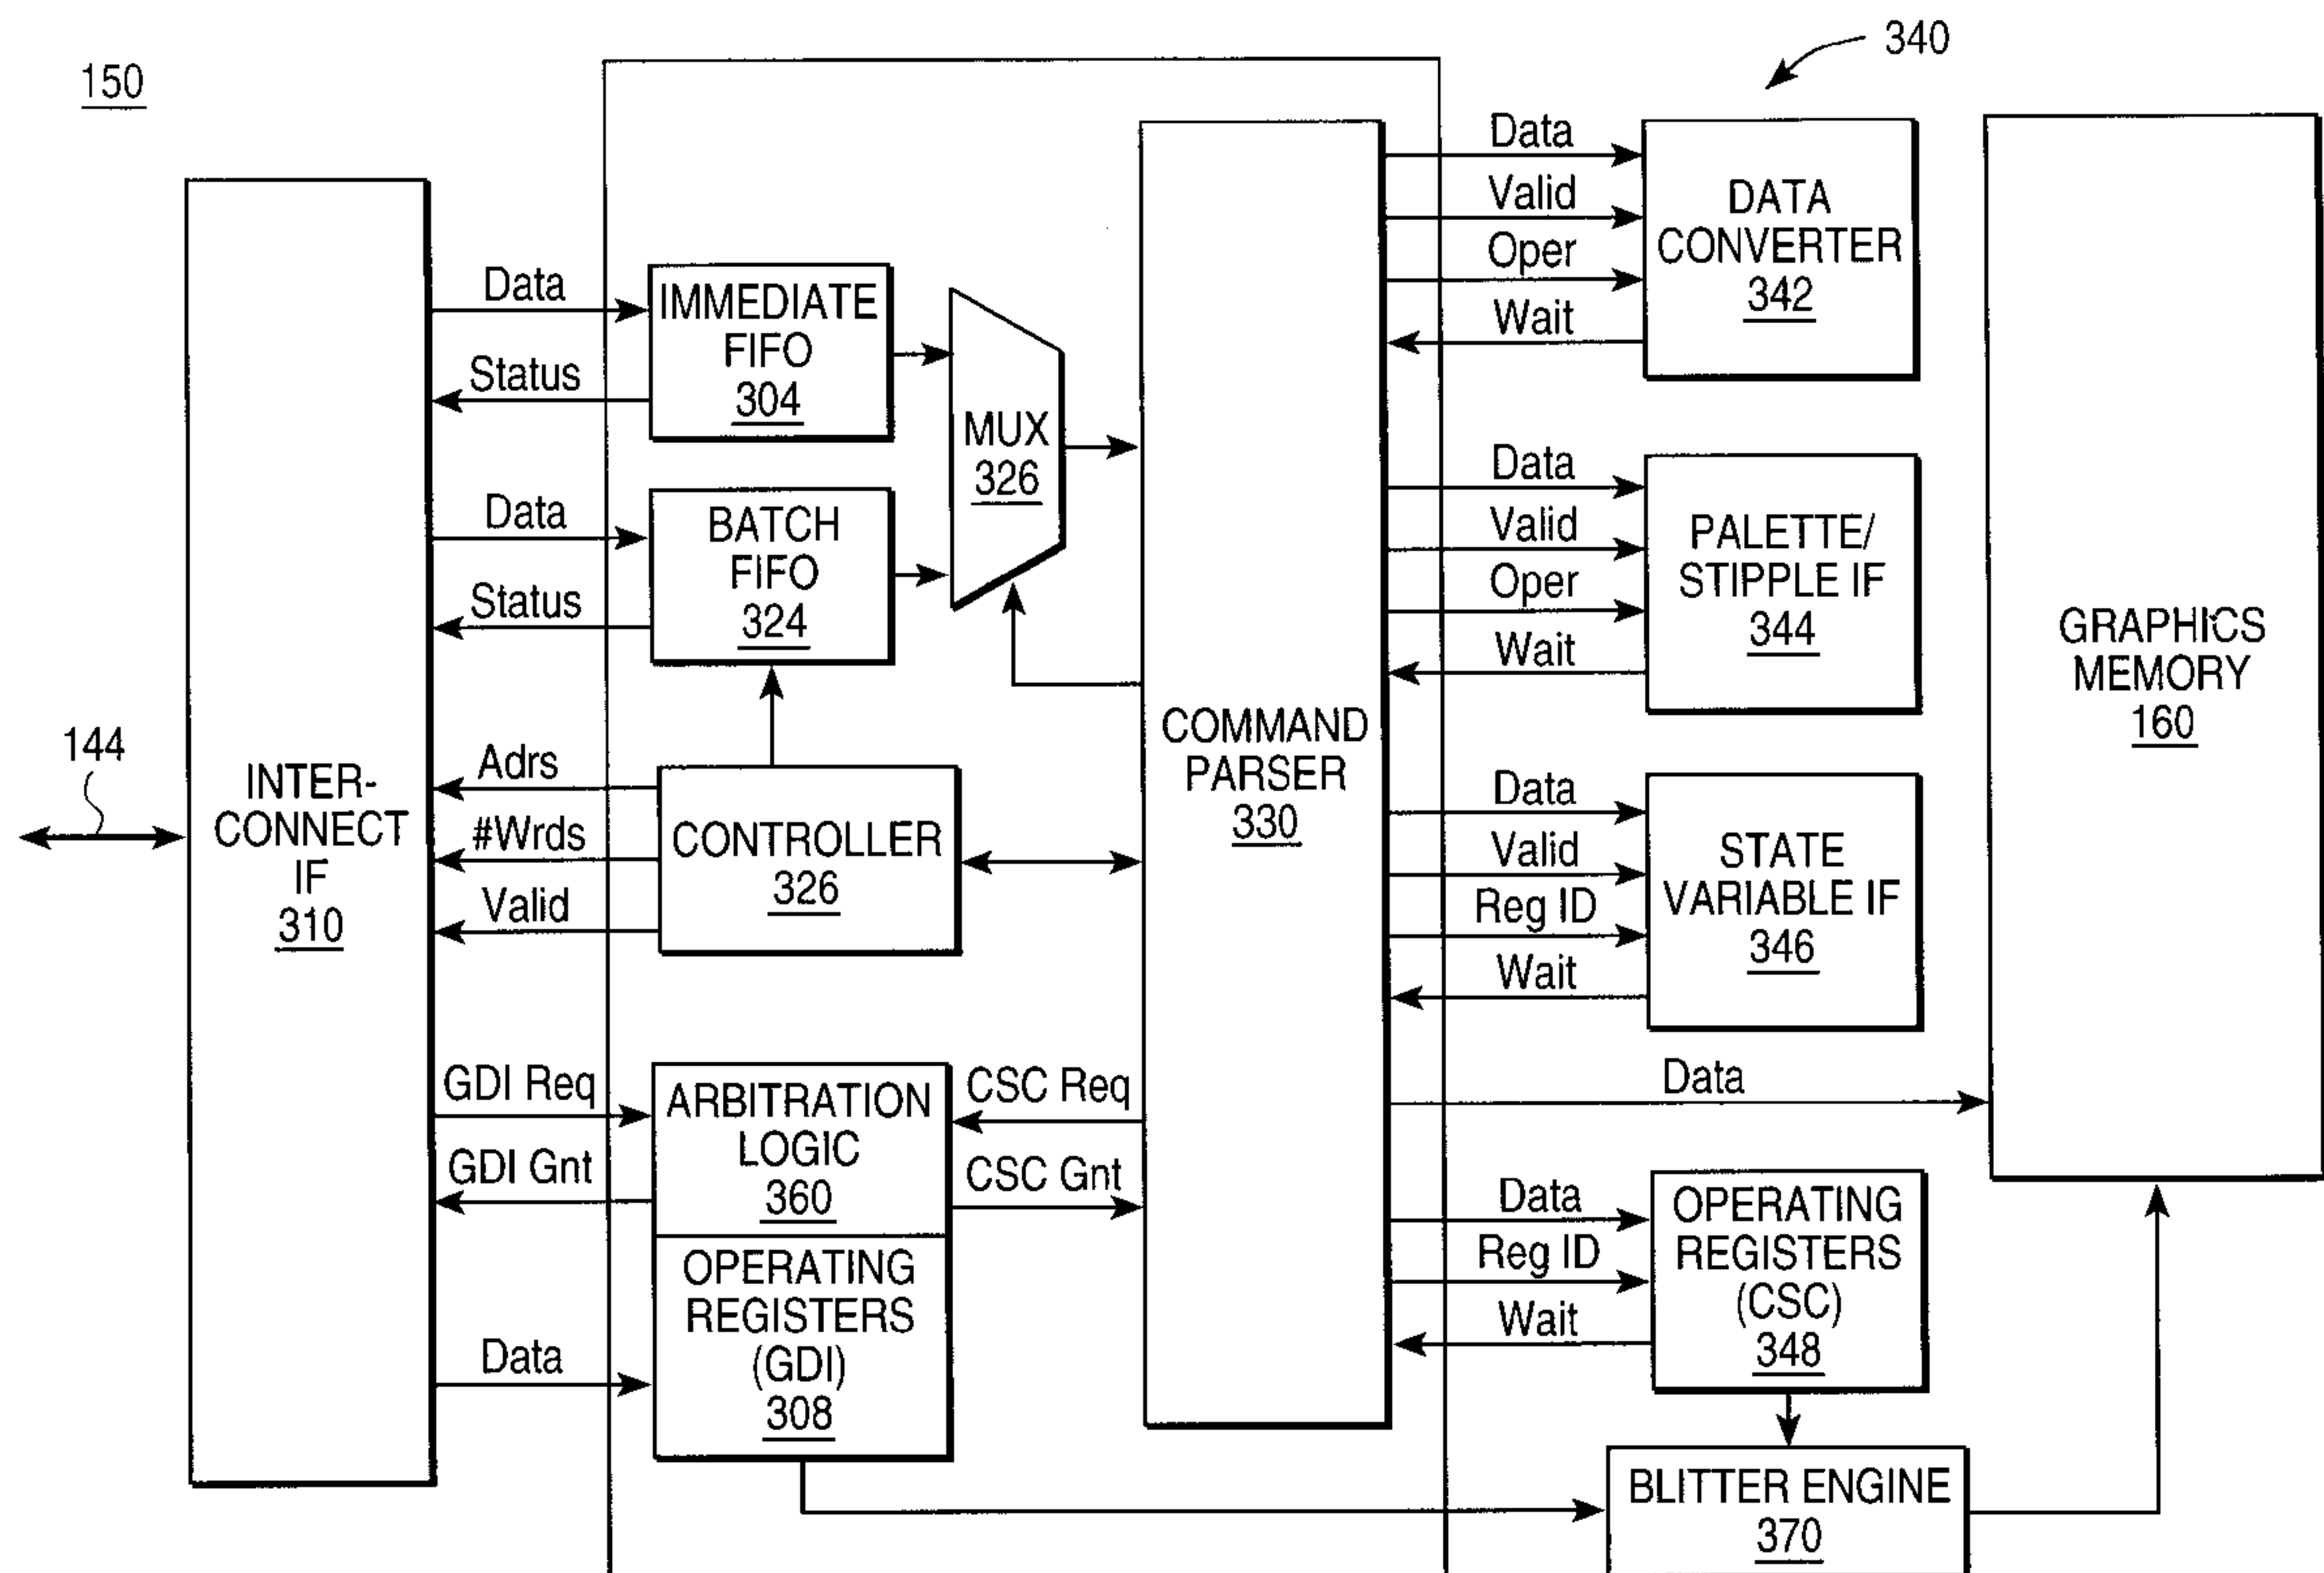 340
150
Data
Valid
Oper
Wait
DATA
CONVERTER
342
Data
Status
IMMEDIATE
FIFO
304
MUX
326
Data
Status
BATCH
FIFO
324
Data
Valid
Oper
Wait
PALETTE/
STIPPLE IF
344
GRAPHICS
MEMORY
160
144
INTER-
CONNECT
IF
310
Adrs
#Wrds
Valid
CONTROLLER
326
COMMAND
PARSER
330
Data
Valid
Reg ID
Wait
STATE
VARIABLE IF
346
GDI Req
GDI Gnt
ARBITRATION
LOGIC
360
CSC Req
CSC Gnt
Data
Data
OPERATING
REGISTERS
(GDI)
308
Data
Reg ID
Wait
OPERATING
REGISTERS
(CSC)
348
BLITTER ENGINE
370